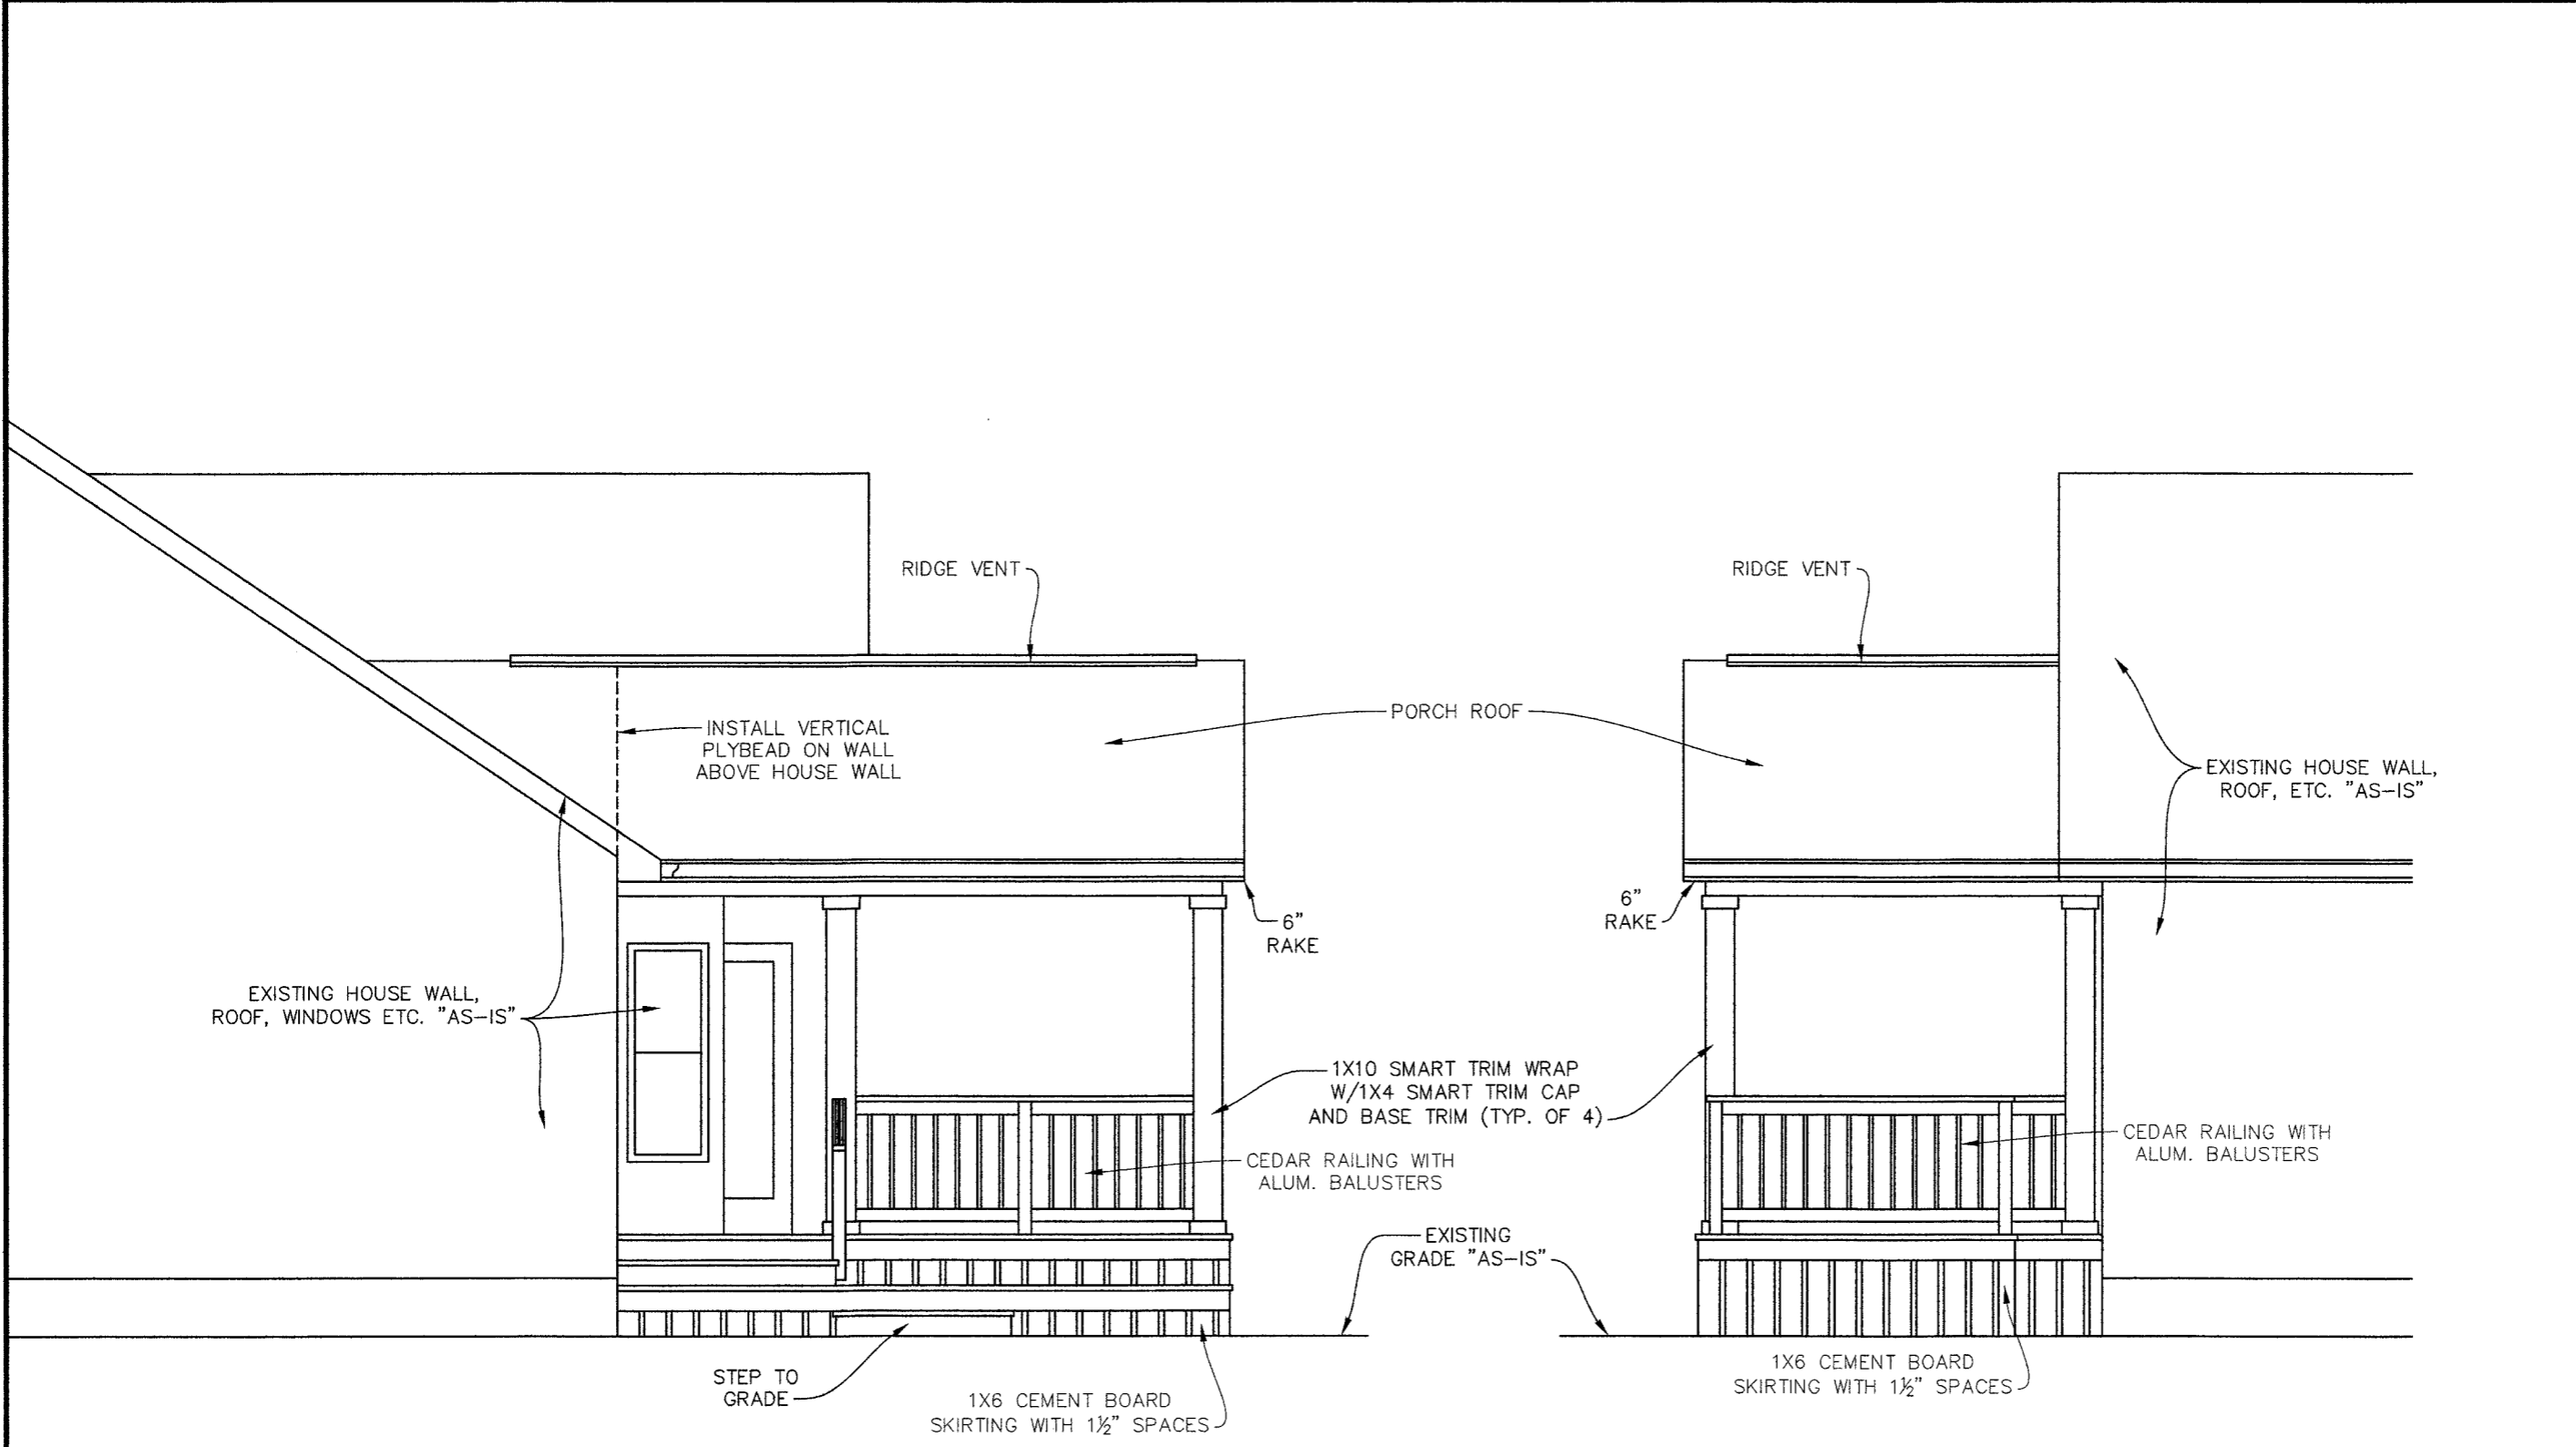 RIDGE VENT
RIDGE VENT
INSTALL VERTICAL
PLYBEAD ON WALL
ABOVE HOUSE WALL
PORCH ROOF
EXISTING HOUSE WALL,
ROOF, ETC. "AS-IS"
6"
RAKE
6"
RAKE
EXISTING HOUSE WALL,
ROOF, WINDOWS ETC. "AS-IS"
1X10 SMART TRIM WRAP
W/1X4 SMART TRIM CAP
AND BASE TRIM (TYP. OF 4)
CEDAR RAILING WITH
ALUM. BALUSTERS
CEDAR RAILING WITH
ALUM. BALUSTERS
EXISTING
GRADE "AS-IS"
STEP TO
GRADE
1X6 CEMENT BOARD
SKIRTING WITH 1½" SPACES
1X6 CEMENT BOARD
SKIRTING WITH 1½" SPACES